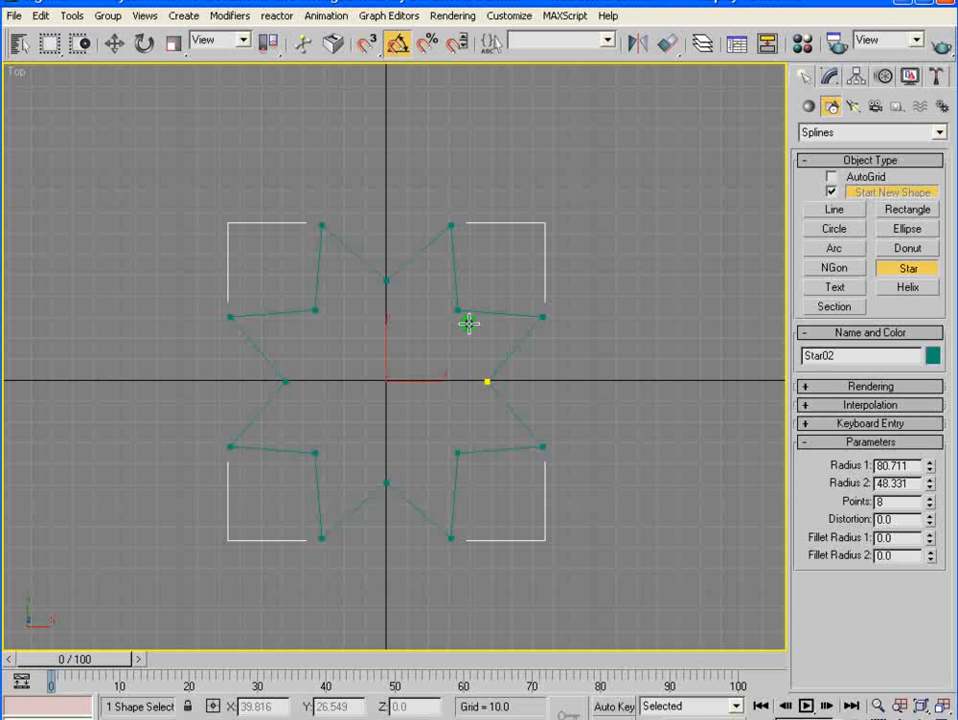 File Edit Tools Group Views Create Modifiers reactor Animation Graph Editors Rendering Customize MAXScript Help
View View
Top
Splines
- Object Type
AutoGrid
Start New Shape
Line Rectangle
Circle Ellipse
Arc Donut
NGon Star
Text Helix
Section
- Name and Color
Star02
+ Rendering
+ Interpolation
+ Keyboard Entry
- Parameters
Radius 1: 80.711
Radius 2: 48.331
Points: 8
Distortion: 0.0
Fillet Radius 1: 0.0
Fillet Radius 2: 0.0
< 0 / 100 >
0 10 20 30 40 50 60 70 80 90 100
1 Shape Select X: 39.816 Y: 26.549 Z: 0.0 Grid = 10.0 Auto Key Selected